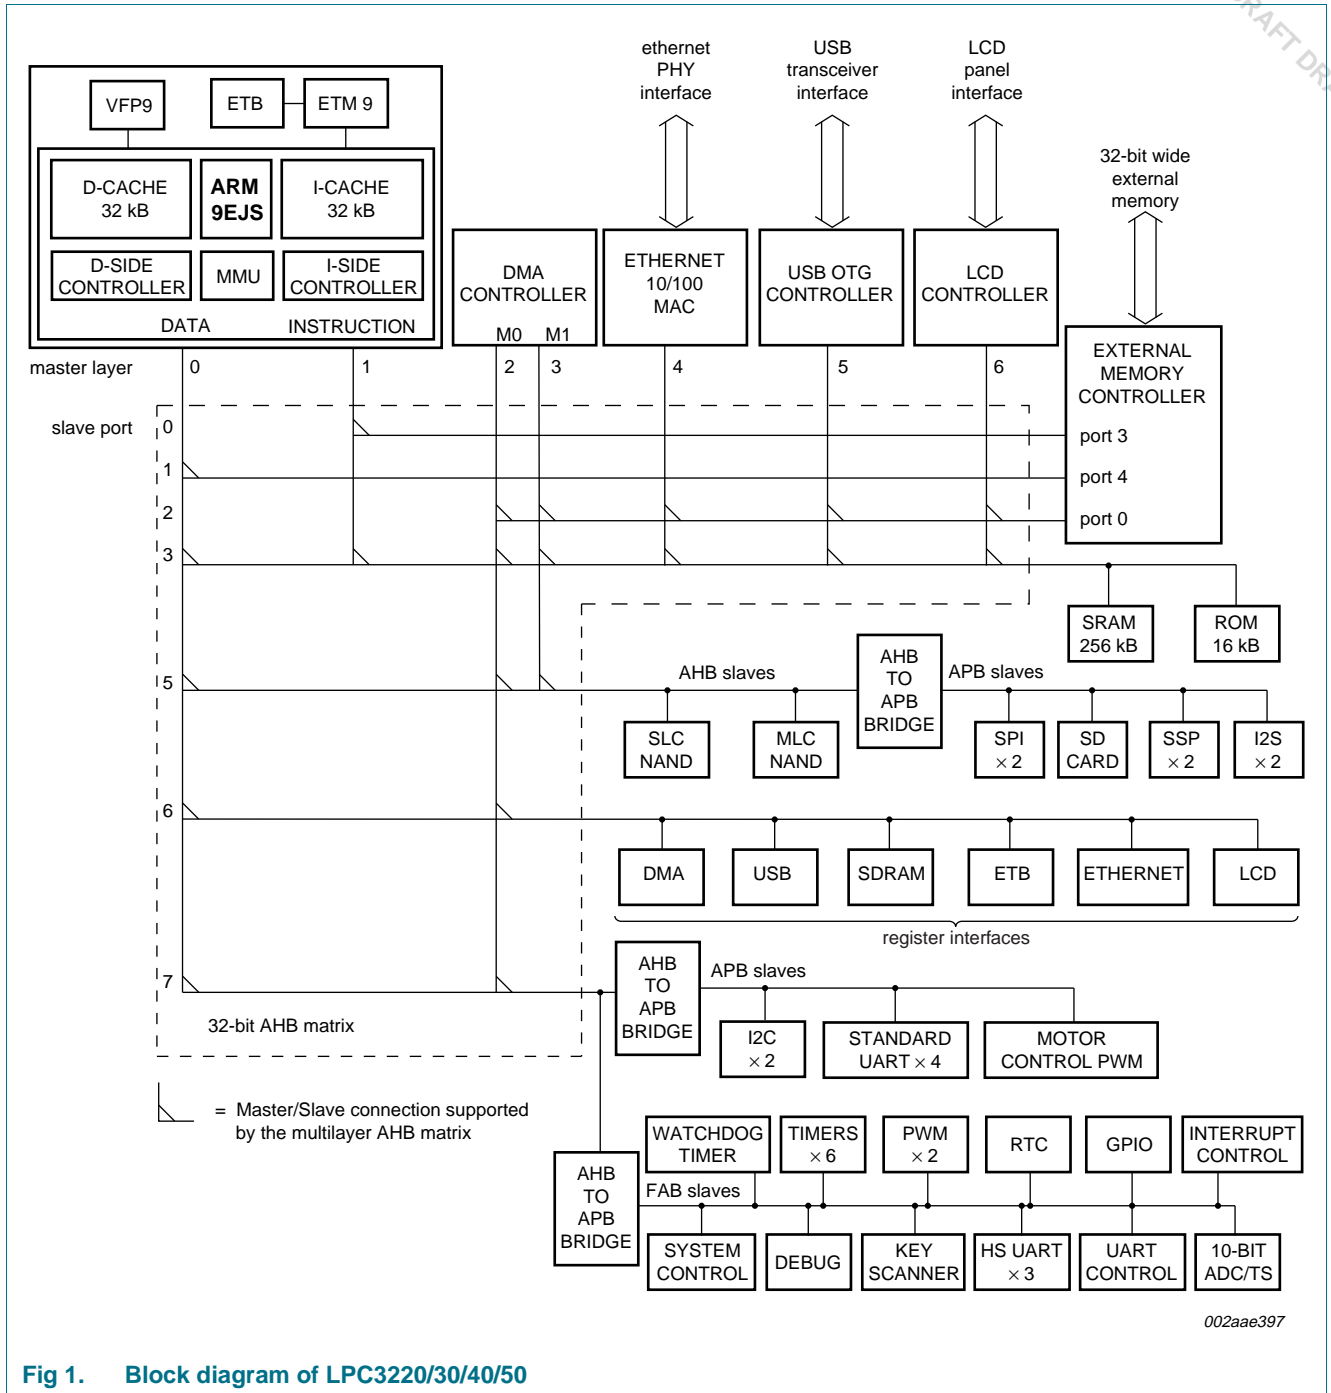 DRAFT DRA
ethernet
PHY
interface
USB
transceiver
interface
LCD
panel
interface
32-bit wide
external
memory
VFP9
ETB
ETM 9
D-CACHE
32 kB
ARM
9EJS
I-CACHE
32 kB
D-SIDE
CONTROLLER
MMU
I-SIDE
CONTROLLER
DATA
INSTRUCTION
DMA
CONTROLLER
M0
M1
ETHERNET
10/100
MAC
USB OTG
CONTROLLER
LCD
CONTROLLER
EXTERNAL
MEMORY
CONTROLLER
port 3
port 4
port 0
master layer
0
1
2
3
4
5
6
slave port
0
1
2
3
5
6
7
SRAM
256 kB
ROM
16 kB
AHB slaves
AHB
TO
APB
BRIDGE
APB slaves
SLC
NAND
MLC
NAND
SPI
× 2
SD
CARD
SSP
× 2
I2S
× 2
DMA
USB
SDRAM
ETB
ETHERNET
LCD
register interfaces
AHB
TO
APB
BRIDGE
APB slaves
I2C
× 2
STANDARD
UART × 4
MOTOR
CONTROL PWM
32-bit AHB matrix
= Master/Slave connection supported
by the multilayer AHB matrix
AHB
TO
APB
BRIDGE
FAB slaves
WATCHDOG
TIMER
TIMERS
× 6
PWM
× 2
RTC
GPIO
INTERRUPT
CONTROL
SYSTEM
CONTROL
DEBUG
KEY
SCANNER
HS UART
× 3
UART
CONTROL
10-BIT
ADC/TS
002aae397
Fig 1. Block diagram of LPC3220/30/40/50